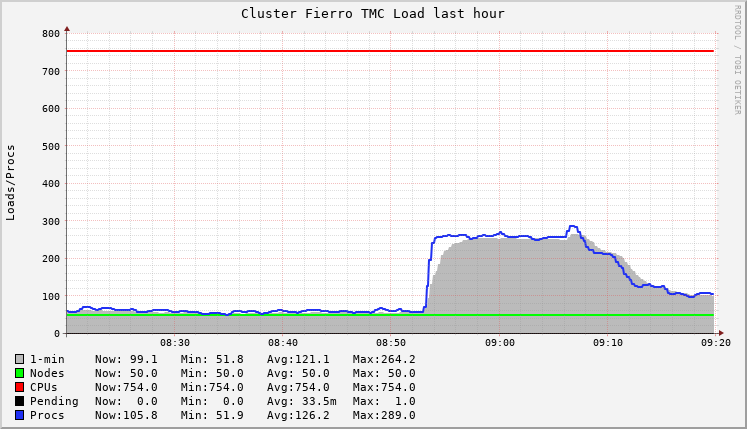 Cluster Fierro TMC Load last hour
RRDTOOL / TOBI OETIKER
Loads/Procs
800
700
600
500
400
300
200
100
0
08:30 08:40 08:50 09:00 09:10 09:20
1-min Now: 99.1 Min: 51.8 Avg:121.1 Max:264.2
Nodes Now: 50.0 Min: 50.0 Avg: 50.0 Max: 50.0
CPUs Now:754.0 Min:754.0 Avg:754.0 Max:754.0
Pending Now: 0.0 Min: 0.0 Avg: 33.5m Max: 1.0
Procs Now:105.8 Min: 51.9 Avg:126.2 Max:289.0